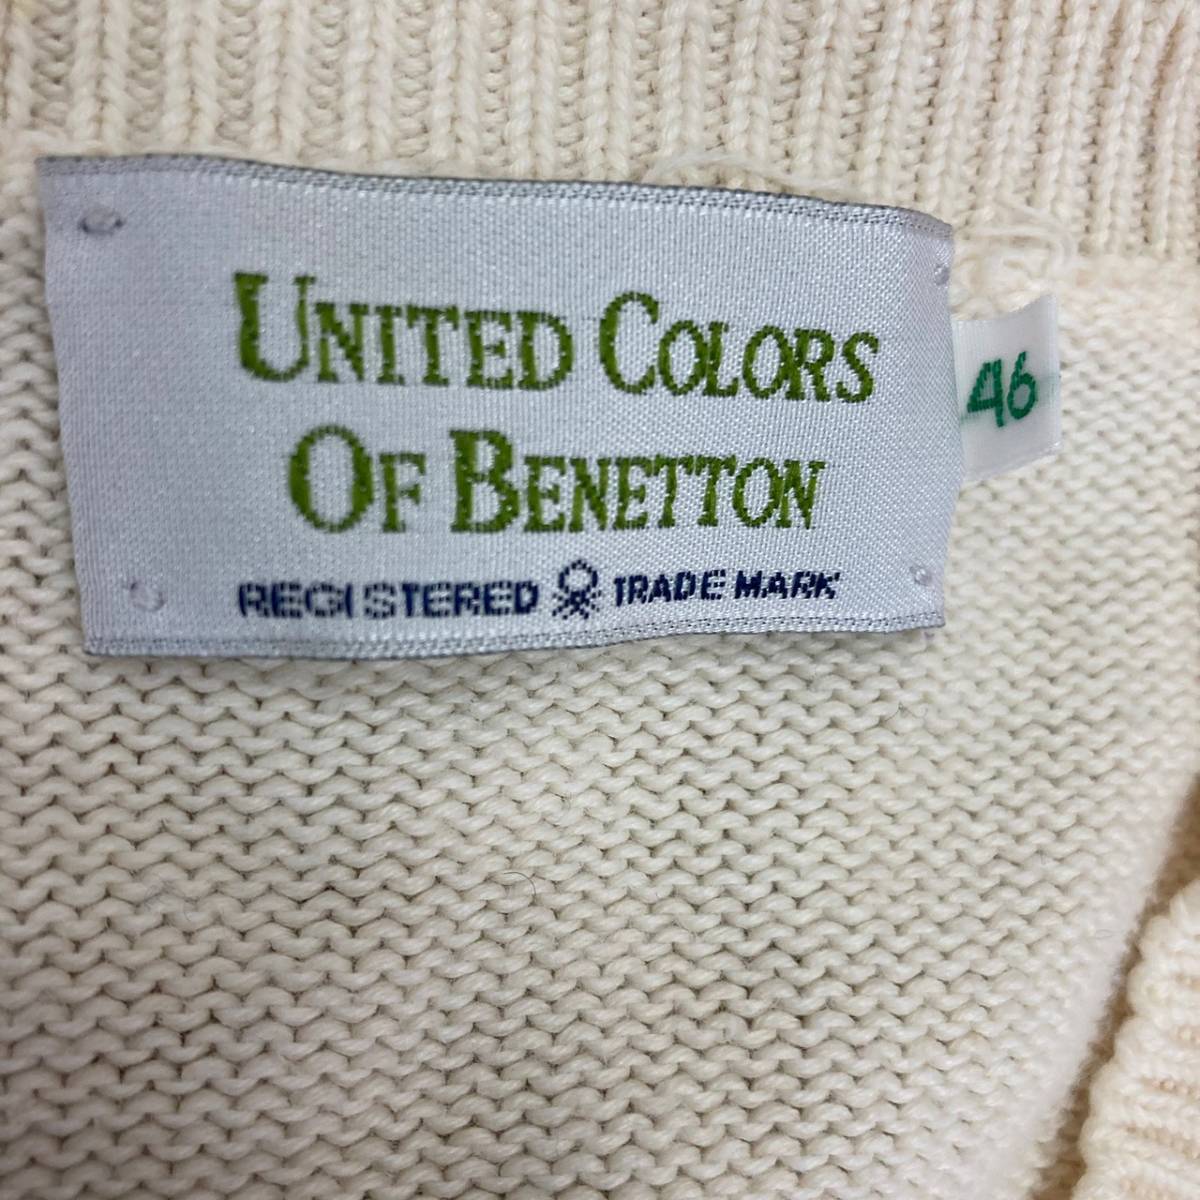 UNITED COLORS
OF BENETTON
REGISTERED TRADE MARK
46